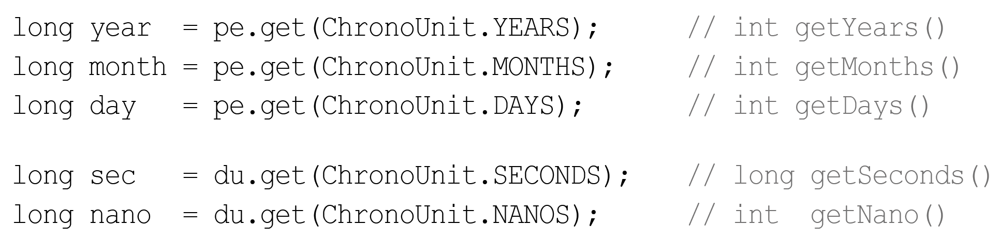 long year  = pe.get(ChronoUnit.YEARS);      // int getYears()
long month = pe.get(ChronoUnit.MONTHS);     // int getMonths()
long day   = pe.get(ChronoUnit.DAYS);       // int getDays()
long sec   = du.get(ChronoUnit.SECONDS);    // long getSeconds()
long nano  = du.get(ChronoUnit.NANOS);      // int  getNano()